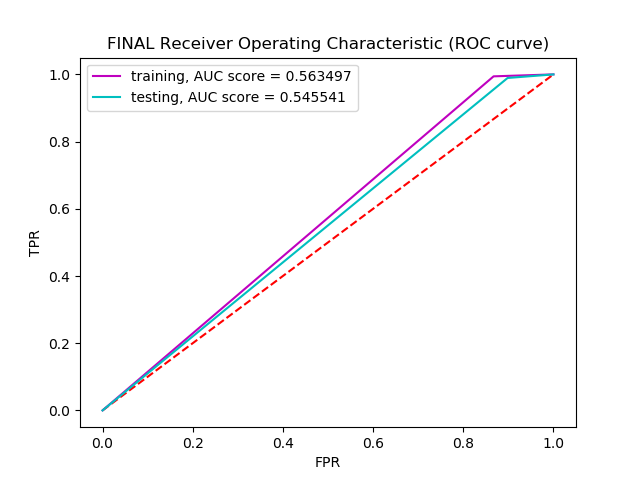 FINAL Receiver Operating Characteristic (ROC curve)
training, AUC score = 0.563497
testing, AUC score = 0.545541
1.0
0.8
0.6
0.4
0.2
0.0
TPR
0.0 0.2 0.4 0.6 0.8 1.0
FPR